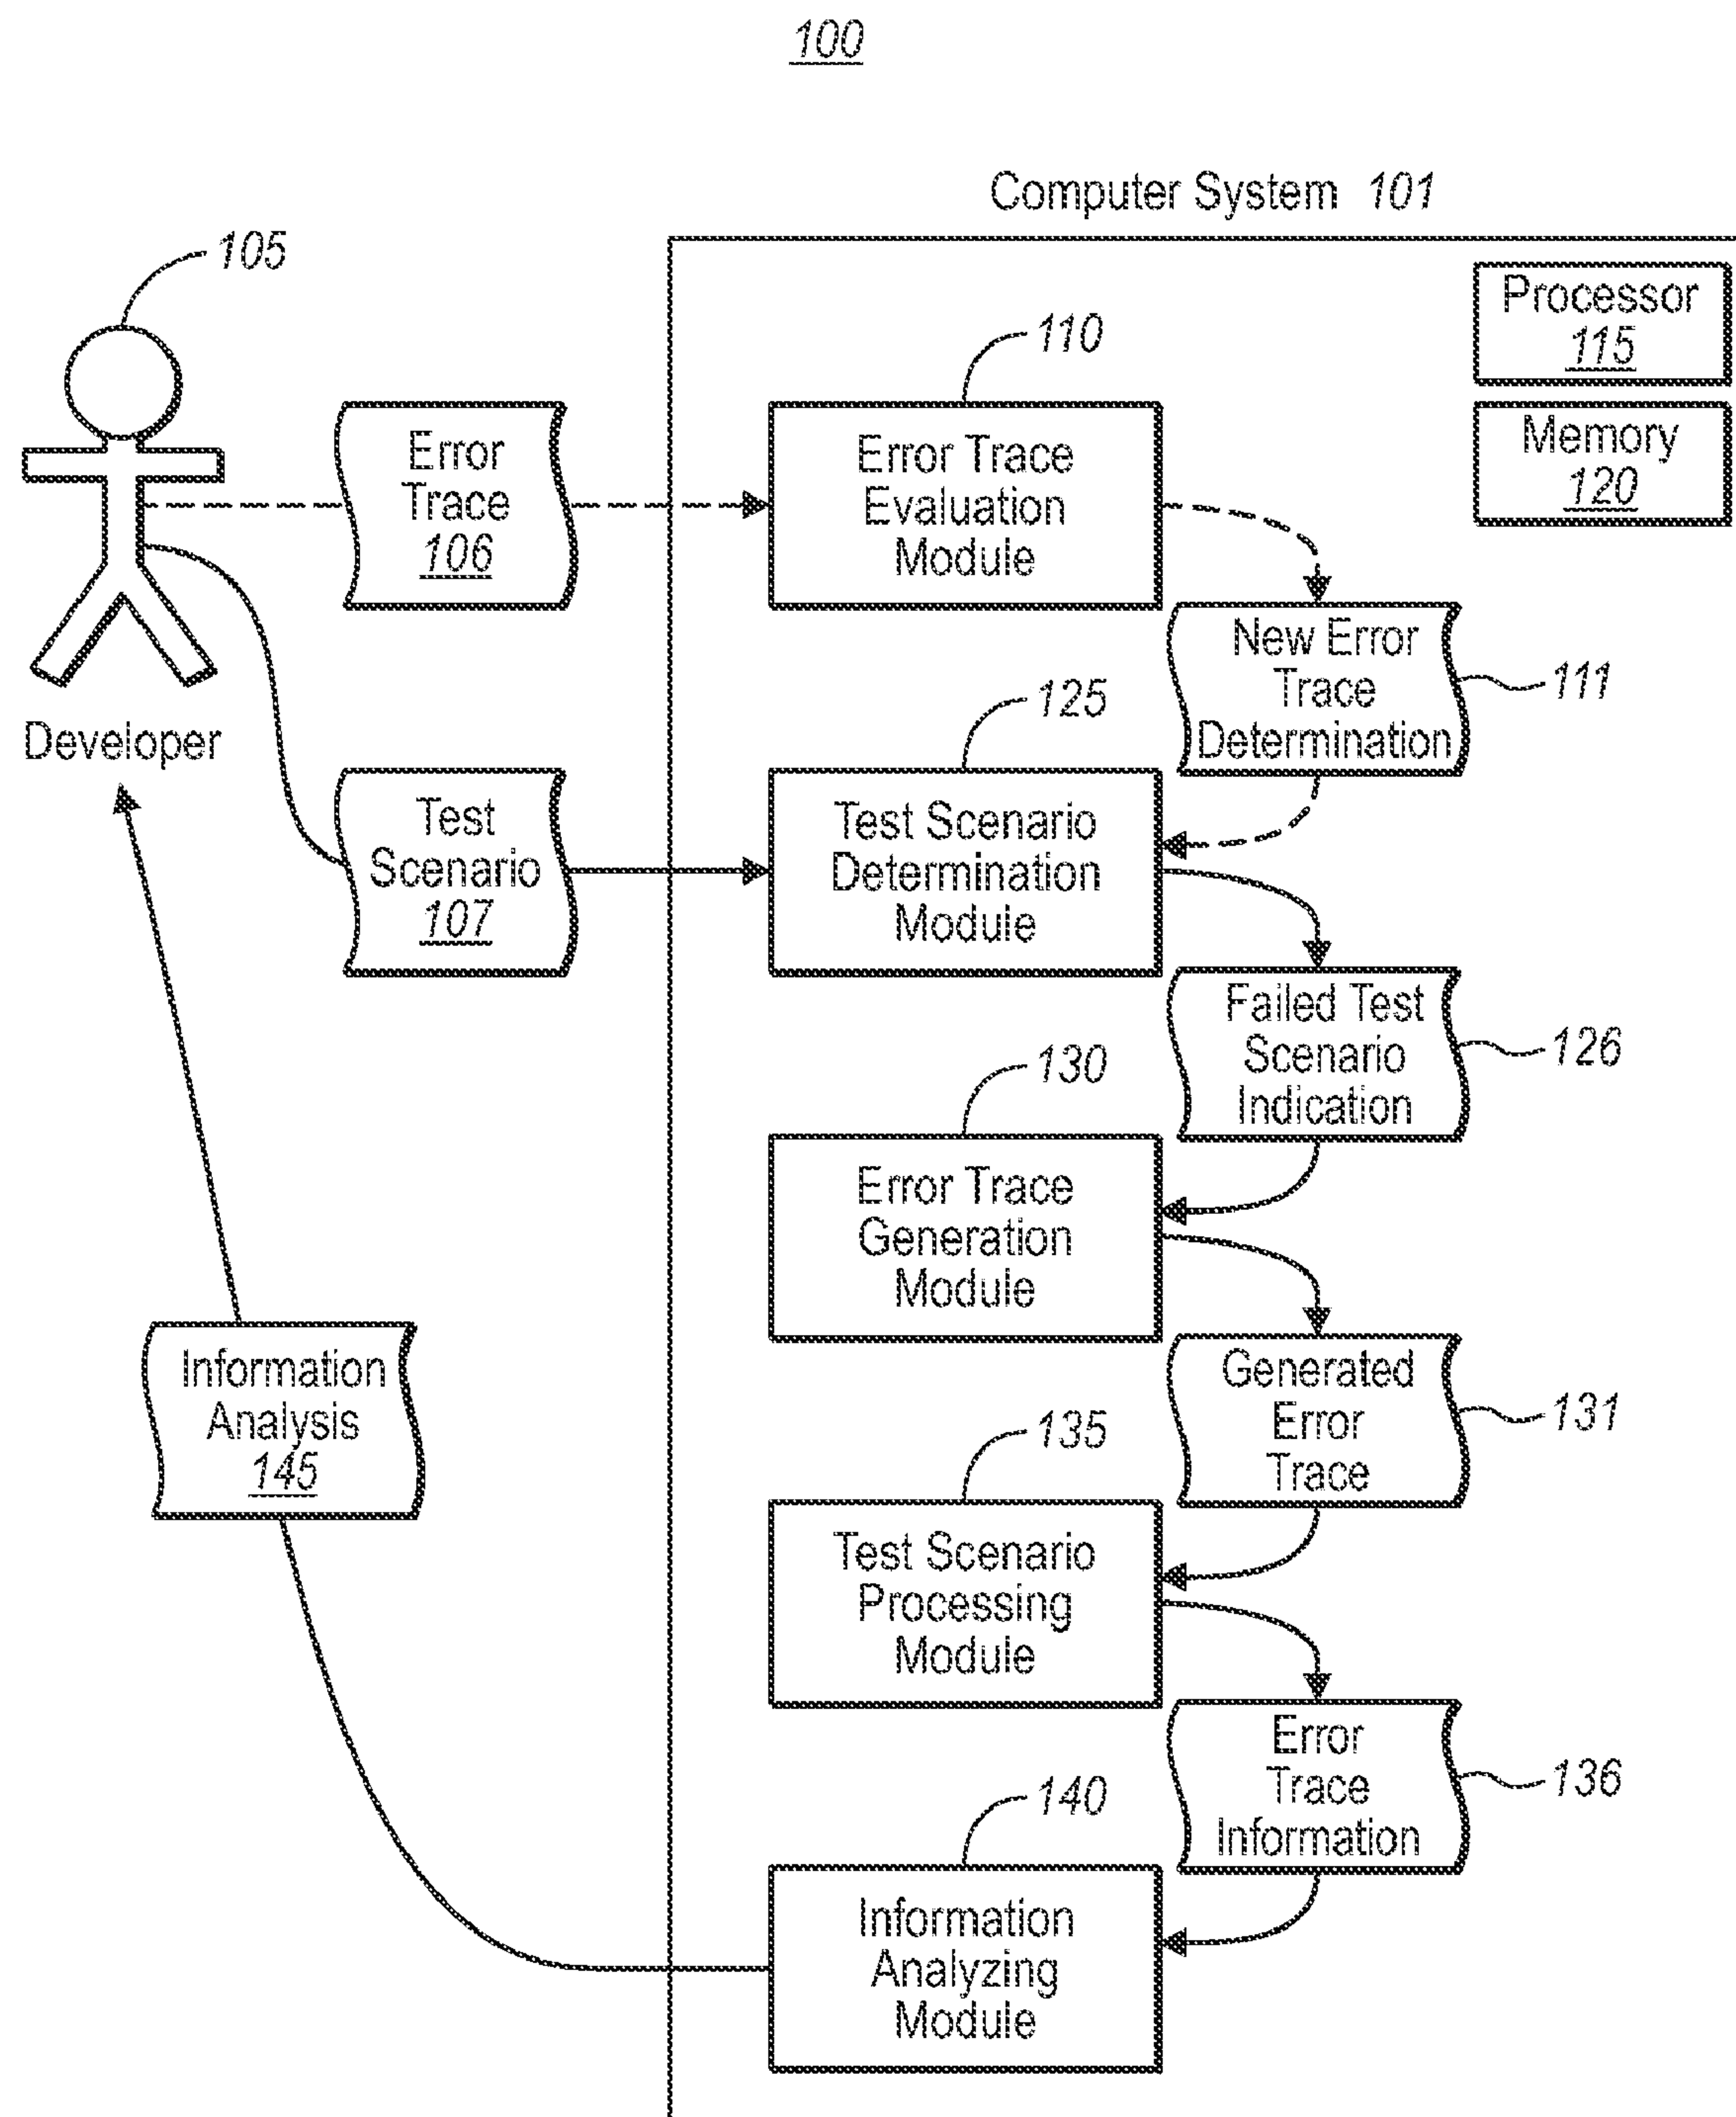 100
Computer System 101
105
Processor
115
Memory
120
110
Error
Trace
106
Error Trace
Evaluation
Module
New Error
Trace
Determination
111
Developer
125
Test
Scenario
107
Test Scenario
Determination
Module
Failed Test
Scenario
Indication
126
130
Error Trace
Generation
Module
Generated
Error
Trace
131
Information
Analysis
145
135
Test Scenario
Processing
Module
Error
Trace
Information
136
140
Information
Analyzing
Module